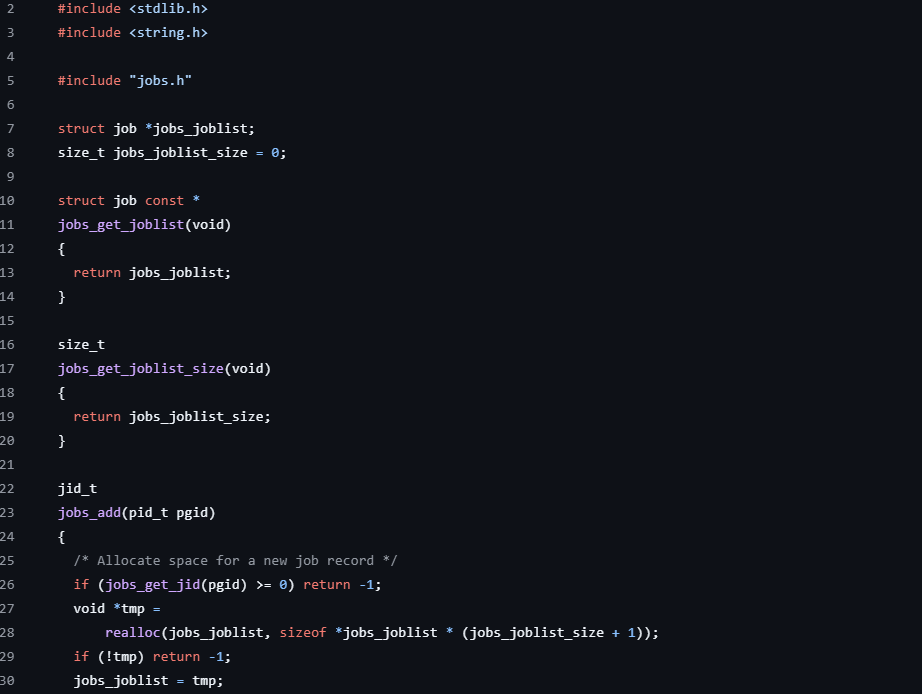 2 #include <stdlib.h>
3 #include <string.h>
4
5 #include "jobs.h"
6
7 struct job *jobs_joblist;
8 size_t jobs_joblist_size = 0;
9
10 struct job const *
11 jobs_get_joblist(void)
12 {
13   return jobs_joblist;
14 }
15
16 size_t
17 jobs_get_joblist_size(void)
18 {
19   return jobs_joblist_size;
20 }
21
22 jid_t
23 jobs_add(pid_t pgid)
24 {
25   /* Allocate space for a new job record */
26   if (jobs_get_jid(pgid) >= 0) return -1;
27   void *tmp =
28       realloc(jobs_joblist, sizeof *jobs_joblist * (jobs_joblist_size + 1));
29   if (!tmp) return -1;
30   jobs_joblist = tmp;